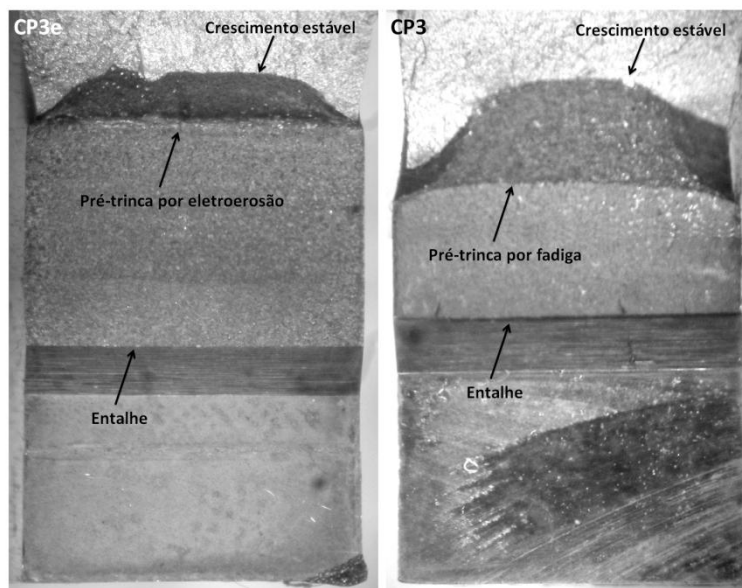 CP3e
Crescimento estável
Pré-trinca por eletroerosão
Entalhe
CP3
Crescimento estável
Pré-trinca por fadiga
Entalhe